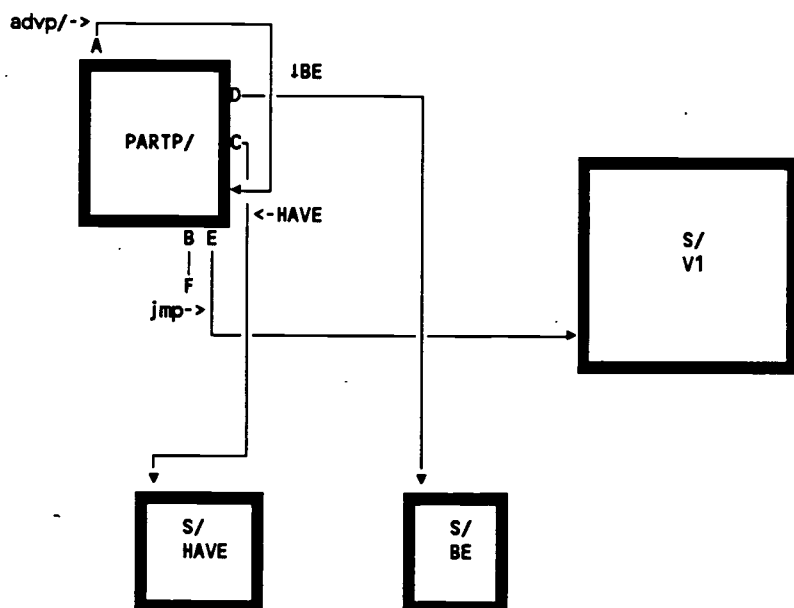 advp/->
A
↓BE
D
PARTP/
C
<-HAVE
B E
F
jmp->
S/
V1
S/
HAVE
S/
BE